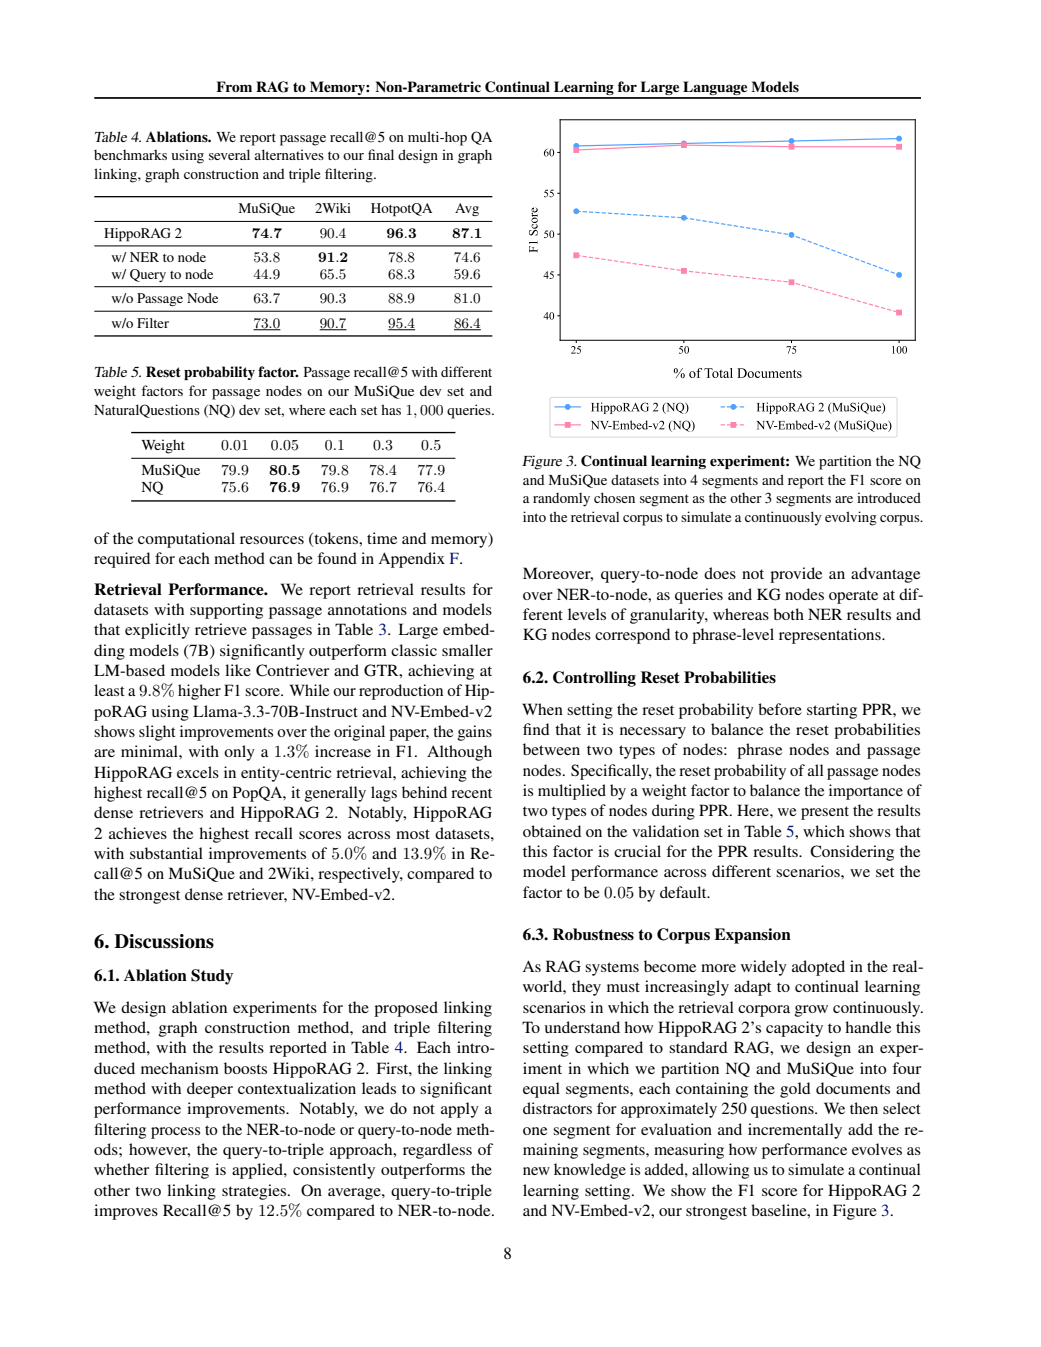 From RAG to Memory: Non-Parametric Continual Learning for Large Language Models
Table 4. Ablations. We report passage recall@5 on multi-hop QA
benchmarks using several alternatives to our final design in graph
linking, graph construction and triple filtering.
MuSiQue 2Wiki HotpotQA Avg
HippoRAG 2 74.7 90.4 96.3 87.1
w/ NER to node 53.8 91.2 78.8 74.6
w/ Query to node 44.9 65.5 68.3 59.6
w/o Passage Node 63.7 90.3 88.9 81.0
w/o Filter 73.0 90.7 95.4 86.4
Table 5. Reset probability factor. Passage recall@5 with different
weight factors for passage nodes on our MuSiQue dev set and
NaturalQuestions (NQ) dev set, where each set has 1, 000 queries.
Weight 0.01 0.05 0.1 0.3 0.5
MuSiQue 79.9 80.5 79.8 78.4 77.9
NQ 75.6 76.9 76.9 76.7 76.4
of the computational resources (tokens, time and memory)
required for each method can be found in Appendix F.
Retrieval Performance. We report retrieval results for
datasets with supporting passage annotations and models
that explicitly retrieve passages in Table 3. Large embed-
ding models (7B) significantly outperform classic smaller
LM-based models like Contriever and GTR, achieving at
least a 9.8% higher F1 score. While our reproduction of Hip-
poRAG using Llama-3.3-70B-Instruct and NV-Embed-v2
shows slight improvements over the original paper, the gains
are minimal, with only a 1.3% increase in F1. Although
HippoRAG excels in entity-centric retrieval, achieving the
highest recall@5 on PopQA, it generally lags behind recent
dense retrievers and HippoRAG 2. Notably, HippoRAG
2 achieves the highest recall scores across most datasets,
with substantial improvements of 5.0% and 13.9% in Re-
call@5 on MuSiQue and 2Wiki, respectively, compared to
the strongest dense retriever, NV-Embed-v2.
6. Discussions
6.1. Ablation Study
We design ablation experiments for the proposed linking
method, graph construction method, and triple filtering
method, with the results reported in Table 4. Each intro-
duced mechanism boosts HippoRAG 2. First, the linking
method with deeper contextualization leads to significant
performance improvements. Notably, we do not apply a
filtering process to the NER-to-node or query-to-node meth-
ods; however, the query-to-triple approach, regardless of
whether filtering is applied, consistently outperforms the
other two linking strategies. On average, query-to-triple
improves Recall@5 by 12.5% compared to NER-to-node.
F1 Score
60
55
50
45
40
25 50 75 100
% of Total Documents
HippoRAG 2 (NQ) HippoRAG 2 (MuSiQue)
NV-Embed-v2 (NQ) NV-Embed-v2 (MuSiQue)
Figure 3. Continual learning experiment: We partition the NQ
and MuSiQue datasets into 4 segments and report the F1 score on
a randomly chosen segment as the other 3 segments are introduced
into the retrieval corpus to simulate a continuously evolving corpus.
Moreover, query-to-node does not provide an advantage
over NER-to-node, as queries and KG nodes operate at dif-
ferent levels of granularity, whereas both NER results and
KG nodes correspond to phrase-level representations.
6.2. Controlling Reset Probabilities
When setting the reset probability before starting PPR, we
find that it is necessary to balance the reset probabilities
between two types of nodes: phrase nodes and passage
nodes. Specifically, the reset probability of all passage nodes
is multiplied by a weight factor to balance the importance of
two types of nodes during PPR. Here, we present the results
obtained on the validation set in Table 5, which shows that
this factor is crucial for the PPR results. Considering the
model performance across different scenarios, we set the
factor to be 0.05 by default.
6.3. Robustness to Corpus Expansion
As RAG systems become more widely adopted in the real-
world, they must increasingly adapt to continual learning
scenarios in which the retrieval corpora grow continuously.
To understand how HippoRAG 2's capacity to handle this
setting compared to standard RAG, we design an exper-
iment in which we partition NQ and MuSiQue into four
equal segments, each containing the gold documents and
distractors for approximately 250 questions. We then select
one segment for evaluation and incrementally add the re-
maining segments, measuring how performance evolves as
new knowledge is added, allowing us to simulate a continual
learning setting. We show the F1 score for HippoRAG 2
and NV-Embed-v2, our strongest baseline, in Figure 3.
8